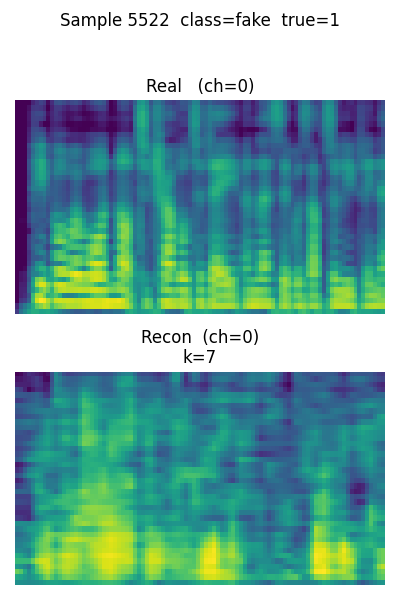 Sample 5522  class=fake  true=1
Real   (ch=0)
Recon  (ch=0)
k=7